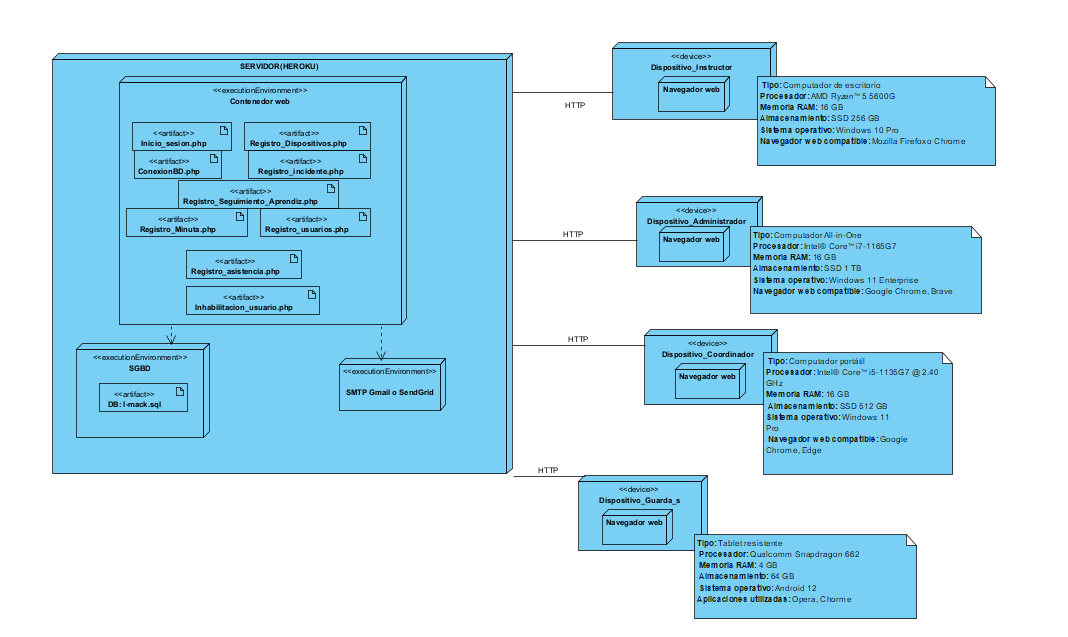 SERVIDOR(HEROKU)
<<executionEnvironment>>
Contenedor web
<<artifact>>
Inicio_sesion.php
<<artifact>>
Registro_Dispositivos.php
<<artifact>>
ConexionBD.php
<<artifact>>
Registro_incidente.php
<<artifact>>
Registro_Seguimiento_Aprendiz.php
<<artifact>>
Registro_Minuta.php
<<artifact>>
Registro_usuarios.php
<<artifact>>
Registro_asistencia.php
<<artifact>>
Inhabilitacion_usuario.php
<<executionEnvironment>>
SGBD
<<artifact>>
DB: I-mack.sql
<<executionEnvironment>>
SMTP Gmail o SendGrid
HTTP
<<device>>
Dispositivo_Instructor
Navegador web
Tipo: Computador de escritorio
Procesador: AMD Ryzen™ 5 5600G
Memoria RAM: 16 GB
Almacenamiento: SSD 256 GB
Sistema operativo: Windows 10 Pro
Navegador web compatible: Mozilla Firefox o Chrome
HTTP
<<device>>
Dispositivo_Administrador
Navegador web
Tipo: Computador All-in-One
Procesador: Intel® Core™ i7-1165G7
Memoria RAM: 16 GB
Almacenamiento: SSD 1 TB
Sistema operativo: Windows 11 Enterprise
Navegador web compatible: Google Chrome, Brave
HTTP
<<device>>
Dispositivo_Coordinador
Navegador web
Tipo: Computador portátil
Procesador: Intel® Core™ i5-1135G7 @ 2.40
GHz
Memoria RAM: 16 GB
Almacenamiento: SSD 512 GB
Sistema operativo: Windows 11
Pro
Navegador web compatible: Google
Chrome, Edge
HTTP
<<device>>
Dispositivo_Guarda_s
Navegador web
Tipo: Tablet resistente
Procesador: Qualcomm Snapdragon 662
Memoria RAM: 4 GB
Almacenamiento: 64 GB
Sistema operativo: Android 12
Aplicaciones utilizadas: Opera, Chorme